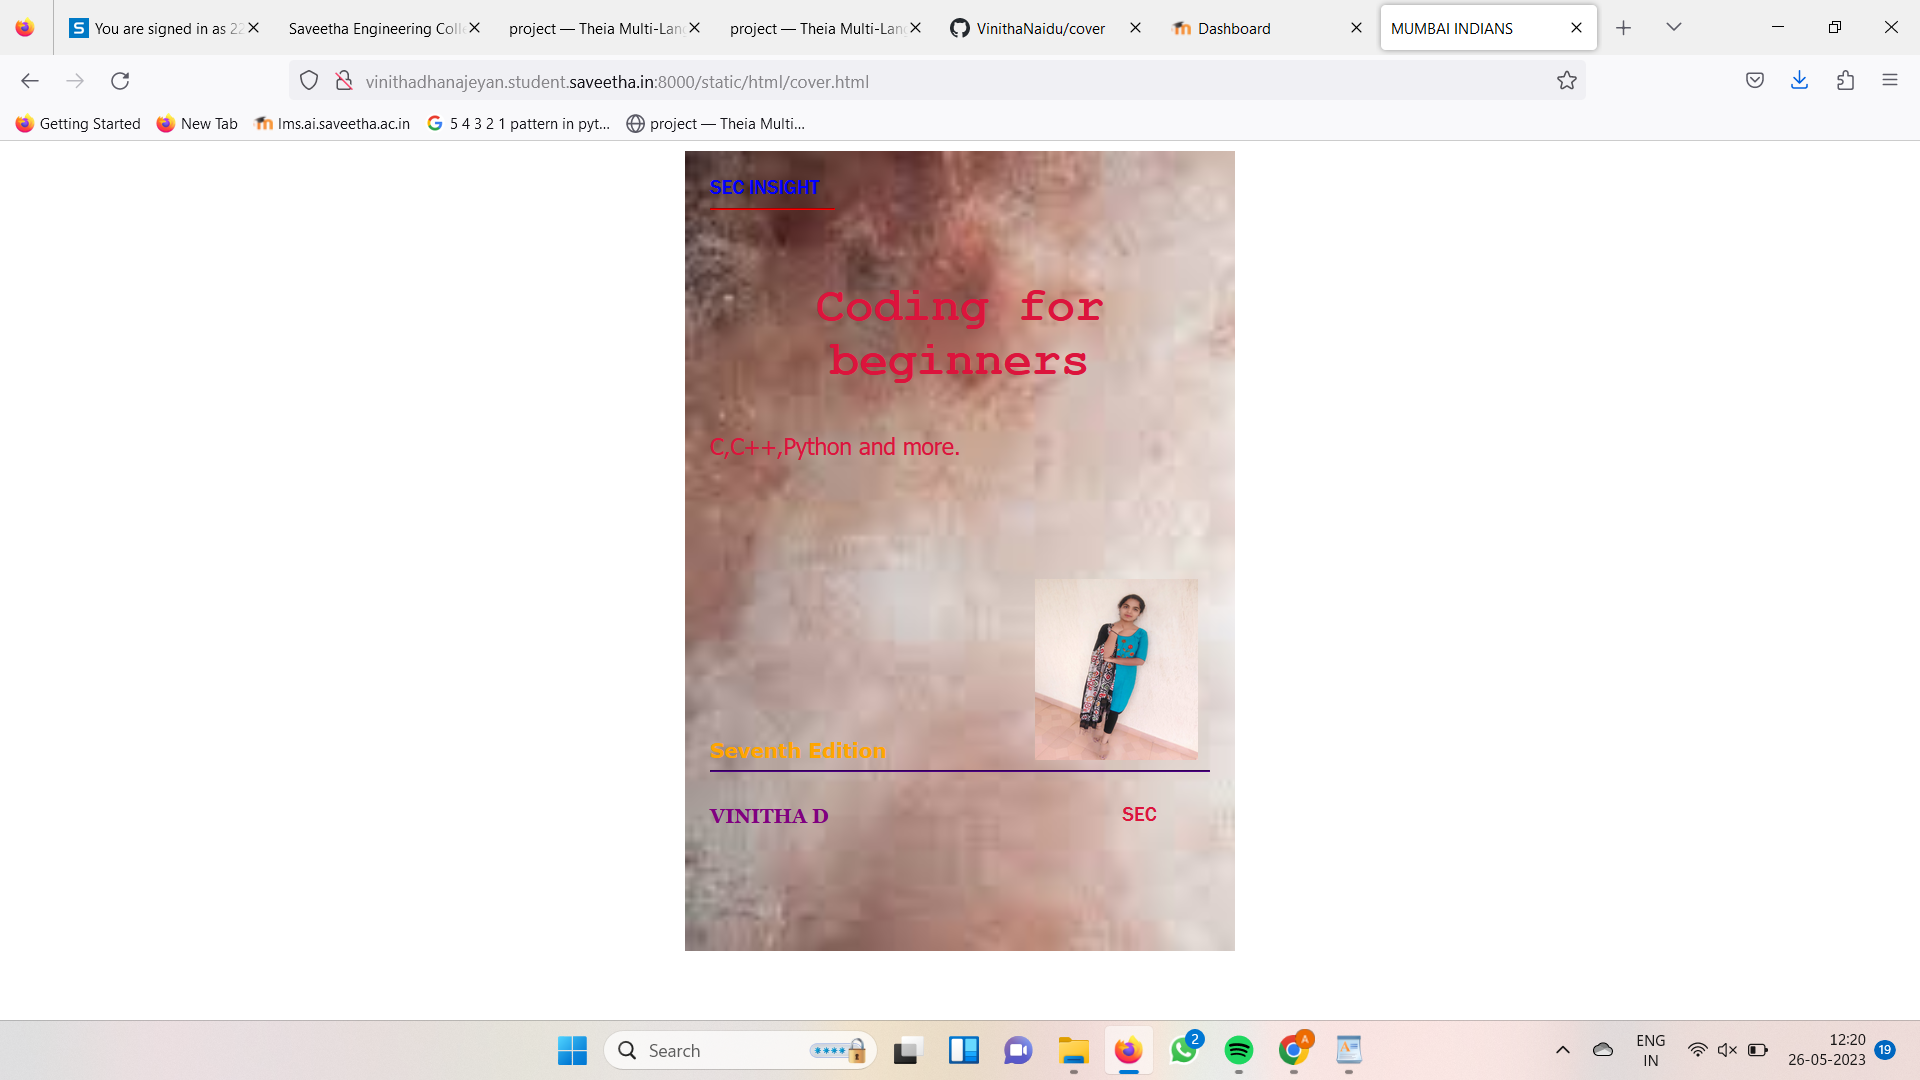 You are signed in as 22
Saveetha Engineering Coll
project — Theia Multi-Lan
project — Theia Multi-Lan
VinithaNaidu/cover
Dashboard
MUMBAI INDIANS
vinithadhanajeyan.student.saveetha.in:8000/static/html/cover.html
Getting Started
New Tab
lms.ai.saveetha.ac.in
5 4 3 2 1 pattern in pyt...
project — Theia Multi...
SEC INSIGHT
Coding for
beginners
C,C++,Python and more.
Seventh Edition
VINITHA D
SEC
Search
2
A
ENG
IN
12:20
26-05-2023
19